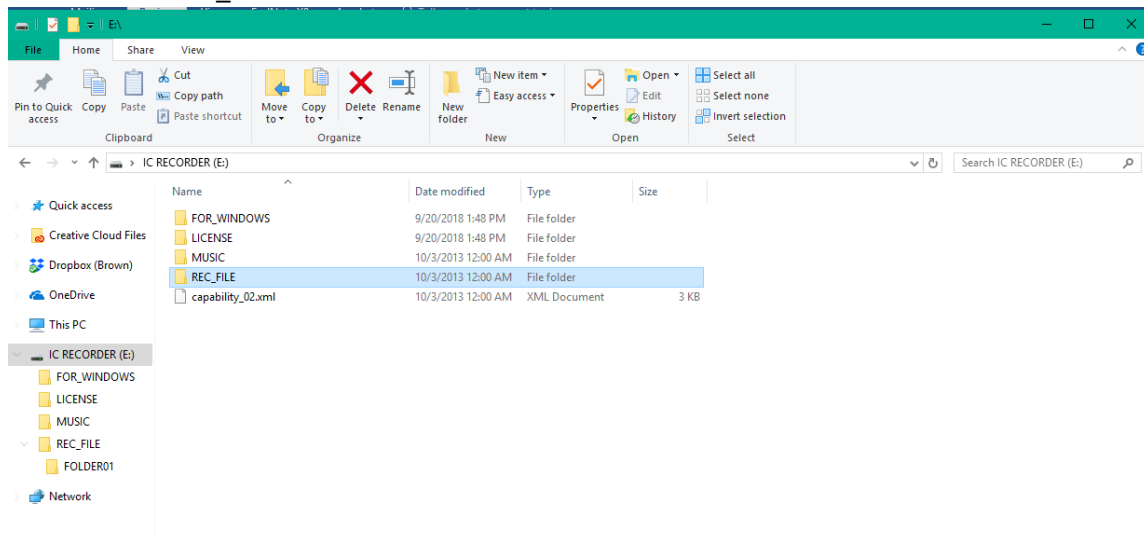 E:\
File Home Share View
Pin to Quick access
Copy
Paste
Cut
Copy path
Paste shortcut
Clipboard
Move to
Copy to
Delete
Rename
Organize
New folder
New item
Easy access
New
Properties
Open
Edit
History
Open
Select all
Select none
Invert selection
Select
IC RECORDER (E:)
Search IC RECORDER (E:)
Name Date modified Type Size
FOR_WINDOWS 9/20/2018 1:48 PM File folder
LICENSE 9/20/2018 1:48 PM File folder
MUSIC 10/3/2013 12:00 AM File folder
REC_FILE 10/3/2013 12:00 AM File folder
capability_02.xml 10/3/2013 12:00 AM XML Document 3 KB
Quick access
Creative Cloud Files
Dropbox (Brown)
OneDrive
This PC
IC RECORDER (E:)
FOR_WINDOWS
LICENSE
MUSIC
REC_FILE
FOLDER01
Network